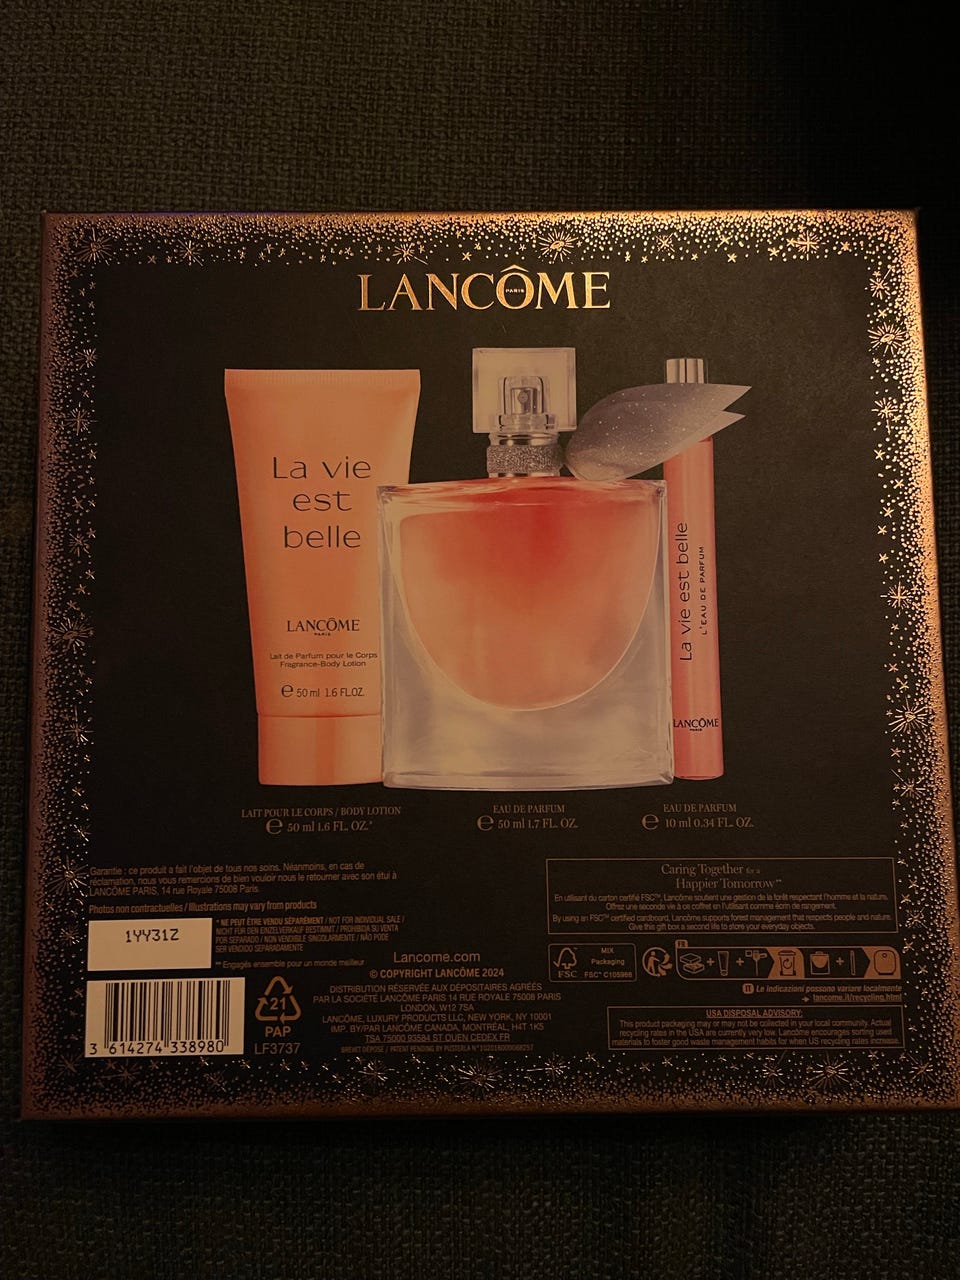 LANCÔME
PARIS
La vie
est
belle
LANCÔME
PARIS
Lait de Parfum pour le Corps
Fragrance-Body Lotion
e 50 ml 1.6 FL.OZ.
La vie est belle
L'EAU DE PARFUM
LANCÔME
PARIS
LAIT POUR LE CORPS / BODY LOTION
e 50 ml 1.6 FL. OZ.*
EAU DE PARFUM
e 50 ml 1.7 FL. OZ.
EAU DE PARFUM
e 10 ml 0.34 FL. OZ.
Garantie : ce produit a fait l'objet de tous nos soins. Néanmoins, en cas de
réclamation, nous vous remercions de bien vouloir nous le retourner avec son étui à
LANCÔME PARIS, 14 rue Royale 75008 Paris.
Photos non contractuelles / Illustrations may vary from products
1YY31Z
* NE PEUT ÊTRE VENDU SÉPARÉMENT / NOT FOR INDIVIDUAL SALE /
NICHT FÜR DEN EINZELVERKAUF BESTIMMT / PROHIBIDA SU VENTA
POR SEPARADO / NON VENDIBILE SINGOLARMENTE / NÃO PODE
SER VENDIDO SEPARADAMENTE
** Engagés ensemble pour un monde meilleur
3 614274 338980
21
PAP
LF3737
Lancome.com
© COPYRIGHT LANCÔME 2024
DISTRIBUTION RÉSERVÉE AUX DÉPOSITAIRES AGRÉÉS
PAR LA SOCIÉTÉ LANCÔME PARIS 14 RUE ROYALE 75008 PARIS
LONDON, W12 7SA
LANCÔME, LUXURY PRODUCTS LLC, NEW YORK, NY 10001
IMP. BY/PAR LANCÔME CANADA, MONTRÉAL, H4T 1K5
TSA 75000 93584 ST OUEN CEDEX FR
BREVET DÉPOSÉ / PATENT PENDING BY PUSTERLA
Caring Together for a
Happier Tomorrow**
En utilisant du carton certifié FSC™, Lancôme soutient une gestion de la forêt respectant l'homme et la nature.
Offrez une seconde vie à ce coffret en l'utilisant comme écrin de rangement.
By using an FSC™ certified cardboard, Lancôme supports forest management that respects people and nature.
Give this gift box a second life to store your everyday objects.
FSC
MIX
Packaging
FSC™ C105966
FR
IT Le indicazioni possono variare localmente
lancome.it/recycling.html
USA DISPOSAL ADVISORY:
This product packaging may or may not be collected in your local community. Actual
recycling rates in the USA are currently very low. Lancôme encourages sorting used
materials to foster good waste management habits for when US recycling rates increase.